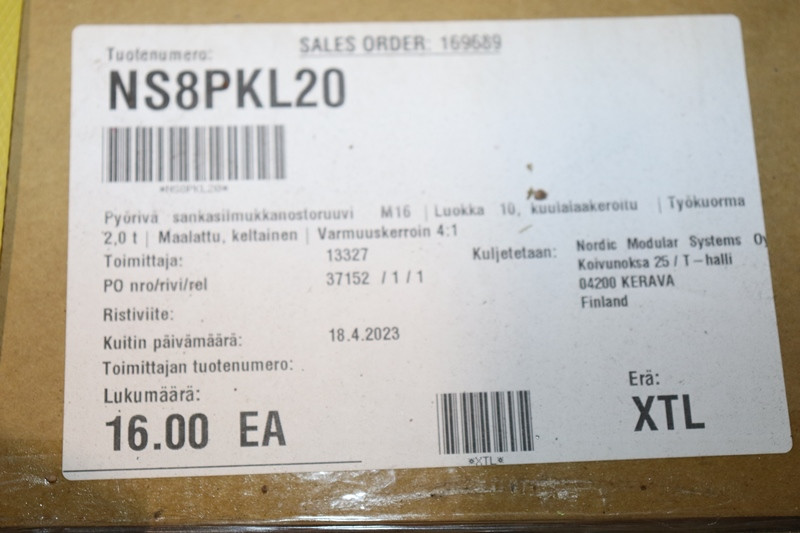 Tuotenumero:
SALES ORDER: 169689
NS8PKL20
*NS8PKL20*
Pyörivä sankasilmukkanostoruuvi M16 | Luokka 10, kuulalaakeroitu | Työkuorma
2,0 t | Maalattu, keltainen | Varmuuskerroin 4:1
Toimittaja: 13327
Kuljetetaan: Nordic Modular Systems Oy
Koivunoksa 25 / T-halli
04200 KERAVA
Finland
PO nro/rivi/rel 37152 / 1 / 1
Ristiviite:
Kuitin päivämäärä: 18.4.2023
Toimittajan tuotenumero:
Lukumäärä:
16.00 EA
Erä:
XTL
*XTL*